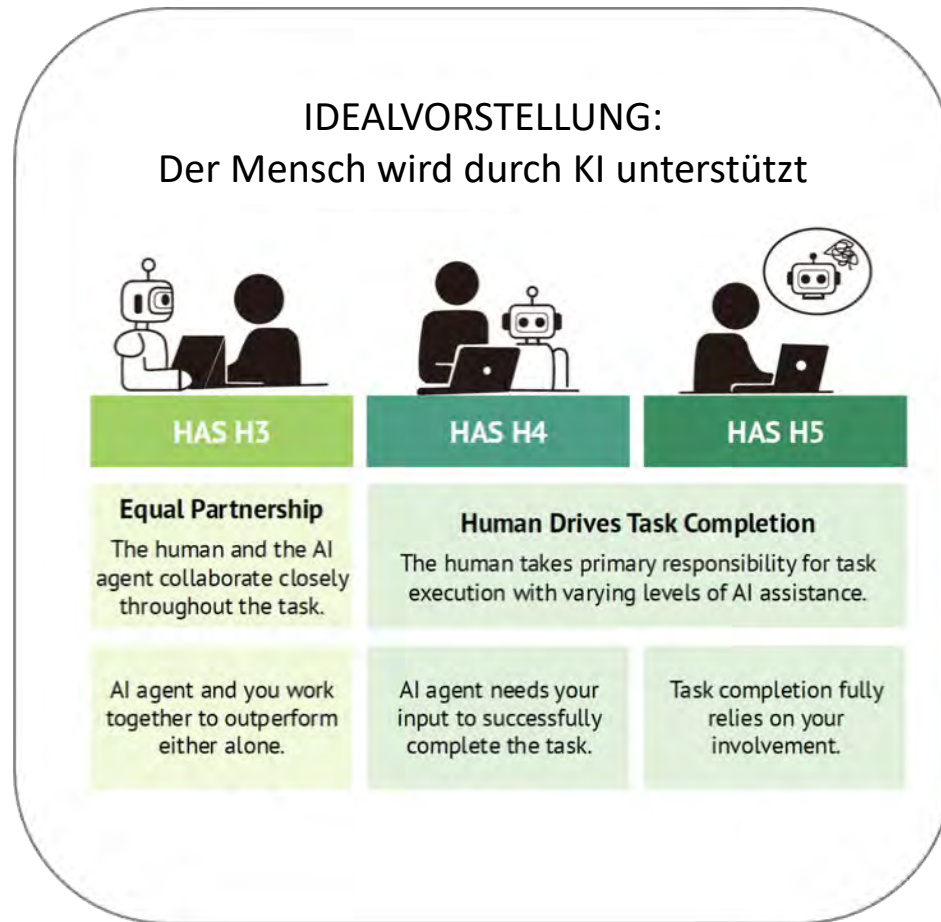 IDEALVORSTELLUNG:
Der Mensch wird durch KI unterstützt
HAS H3
HAS H4
HAS H5
Equal Partnership
The human and the AI
agent collaborate closely
throughout the task.
Human Drives Task Completion
The human takes primary responsibility for task
execution with varying levels of AI assistance.
AI agent and you work
together to outperform
either alone.
AI agent needs your
input to successfully
complete the task.
Task completion fully
relies on your
involvement.